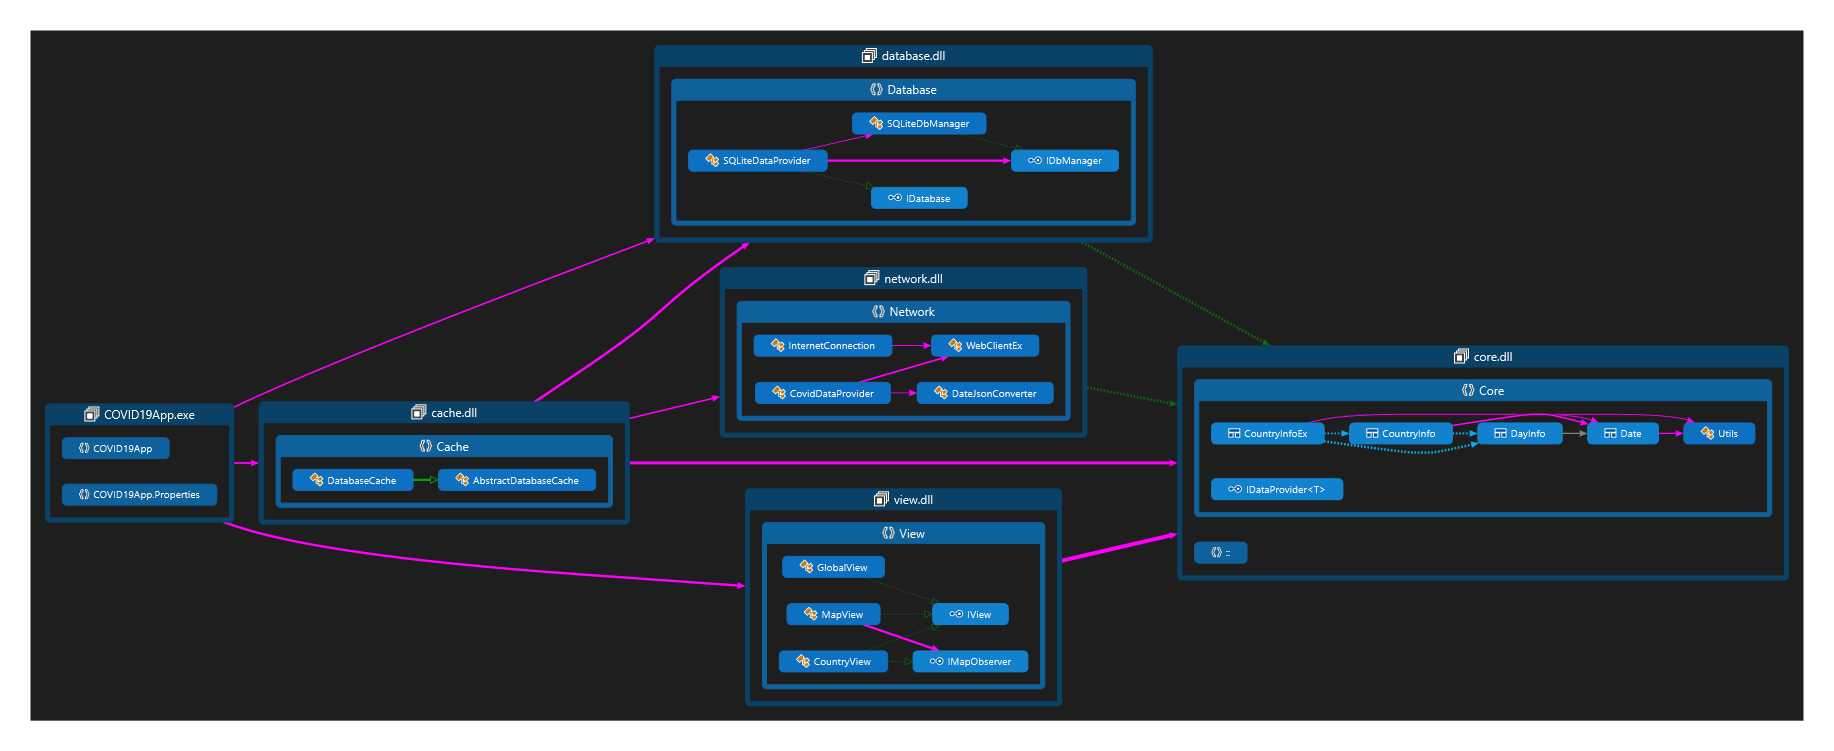 database.dll
Database
SQLiteDbManager
SQLiteDataProvider
IDbManager
IDatabase
network.dll
Network
InternetConnection
WebClientEx
CovidDataProvider
DateJsonConverter
COVID19App.exe
COVID19App
COVID19App.Properties
cache.dll
Cache
DatabaseCache
AbstractDatabaseCache
view.dll
View
GlobalView
MapView
IView
CountryView
IMapObserver
core.dll
Core
CountryInfoEx
CountryInfo
DayInfo
Date
Utils
IDataProvider<T>
::